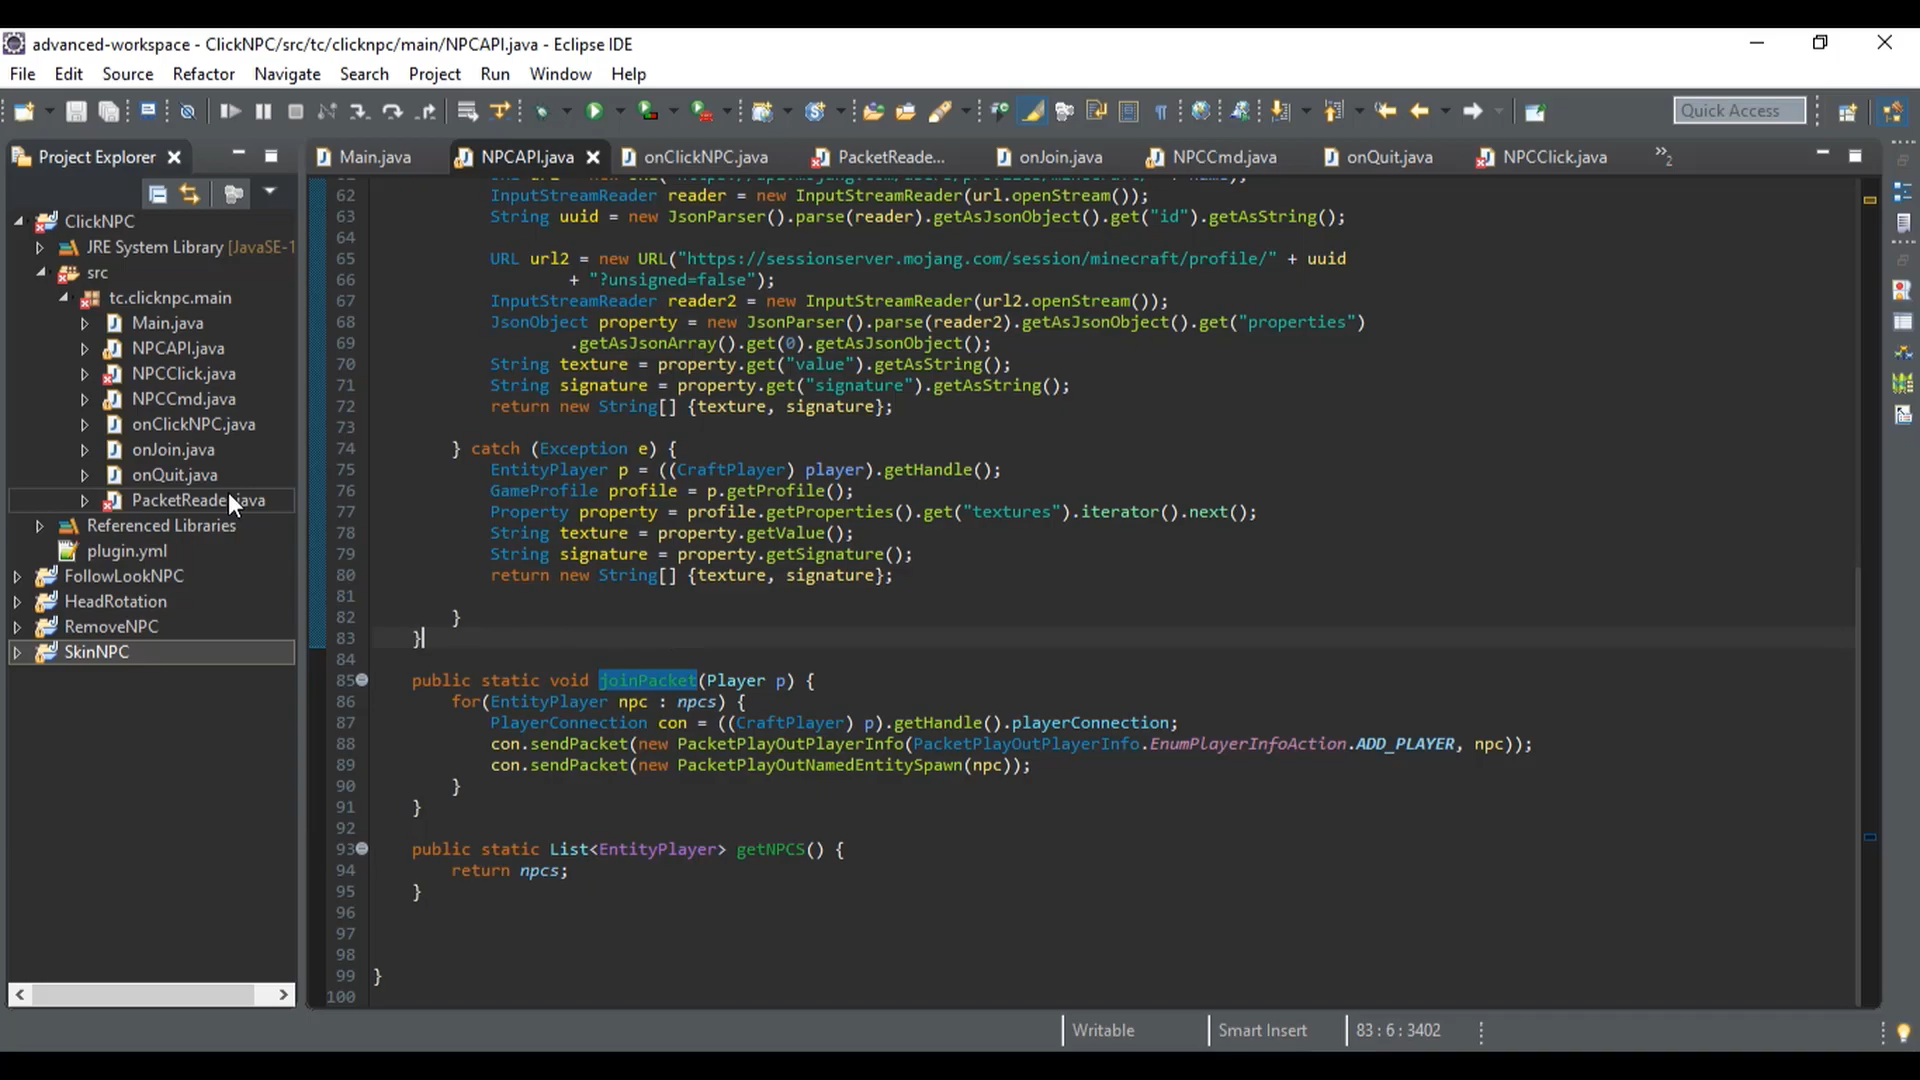 advanced-workspace - ClickNPC/src/tc/clicknpc/main/NPCAPI.java - Eclipse IDE
File Edit Source Refactor Navigate Search Project Run Window Help
Quick Access
Project Explorer
Main.java NPCAPI.java onClickNPC.java PacketReade... onJoin.java NPCCmd.java onQuit.java NPCClick.java »2
ClickNPC
JRE System Library [JavaSE-1
src
tc.clicknpc.main
Main.java
NPCAPI.java
NPCClick.java
NPCCmd.java
onClickNPC.java
onJoin.java
onQuit.java
PacketReade java
Referenced Libraries
plugin.yml
FollowLookNPC
HeadRotation
RemoveNPC
SkinNPC
62 InputStreamReader reader = new InputStreamReader(url.openStream());
63 String uuid = new JsonParser().parse(reader).getAsJsonObject().get("id").getAsString();
64
65 URL url2 = new URL("https://sessionserver.mojang.com/session/minecraft/profile/" + uuid
66 + "?unsigned=false");
67 InputStreamReader reader2 = new InputStreamReader(url2.openStream());
68 JsonObject property = new JsonParser().parse(reader2).getAsJsonObject().get("properties")
69 .getAsJsonArray().get(0).getAsJsonObject();
70 String texture = property.get("value").getAsString();
71 String signature = property.get("signature").getAsString();
72 return new String[] {texture, signature};
73
74 } catch (Exception e) {
75 EntityPlayer p = ((CraftPlayer) player).getHandle();
76 GameProfile profile = p.getProfile();
77 Property property = profile.getProperties().get("textures").iterator().next();
78 String texture = property.getValue();
79 String signature = property.getSignature();
80 return new String[] {texture, signature};
81
82 }
83 }
84
85 public static void joinPacket(Player p) {
86 for(EntityPlayer npc : npcs) {
87 PlayerConnection con = ((CraftPlayer) p).getHandle().playerConnection;
88 con.sendPacket(new PacketPlayOutPlayerInfo(PacketPlayOutPlayerInfo.EnumPlayerInfoAction.ADD_PLAYER, npc));
89 con.sendPacket(new PacketPlayOutNamedEntitySpawn(npc));
90 }
91 }
92
93 public static List<EntityPlayer> getNPCS() {
94 return npcs;
95 }
96
97
98
99 }
100
Writable Smart Insert 83 : 6 : 3402